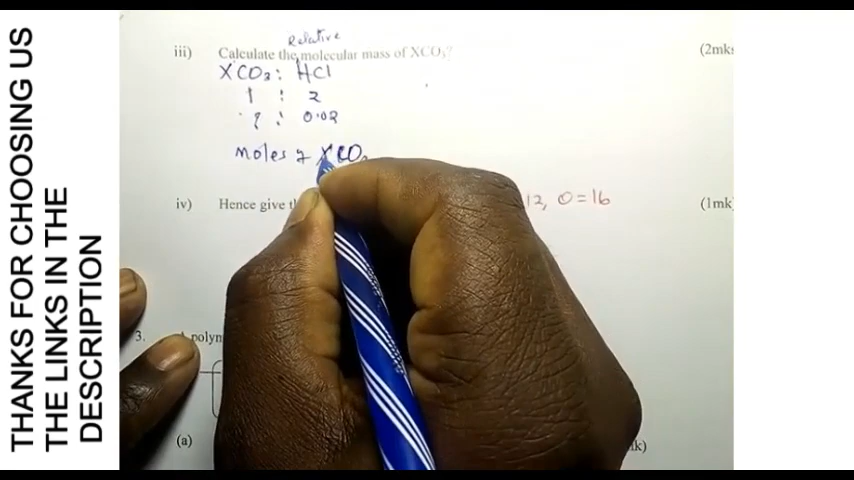 THANKS FOR CHOOSING US
THE LINKS IN THE
DESCRIPTION
Relative
iii) Calculate the molecular mass of XCO₃? (2mks
XCO₃ : HCl
1 : 2
? : 0.02
moles of XCO₃
iv) Hence give 12, O = 16 (1mk)
3. A polym
(a)